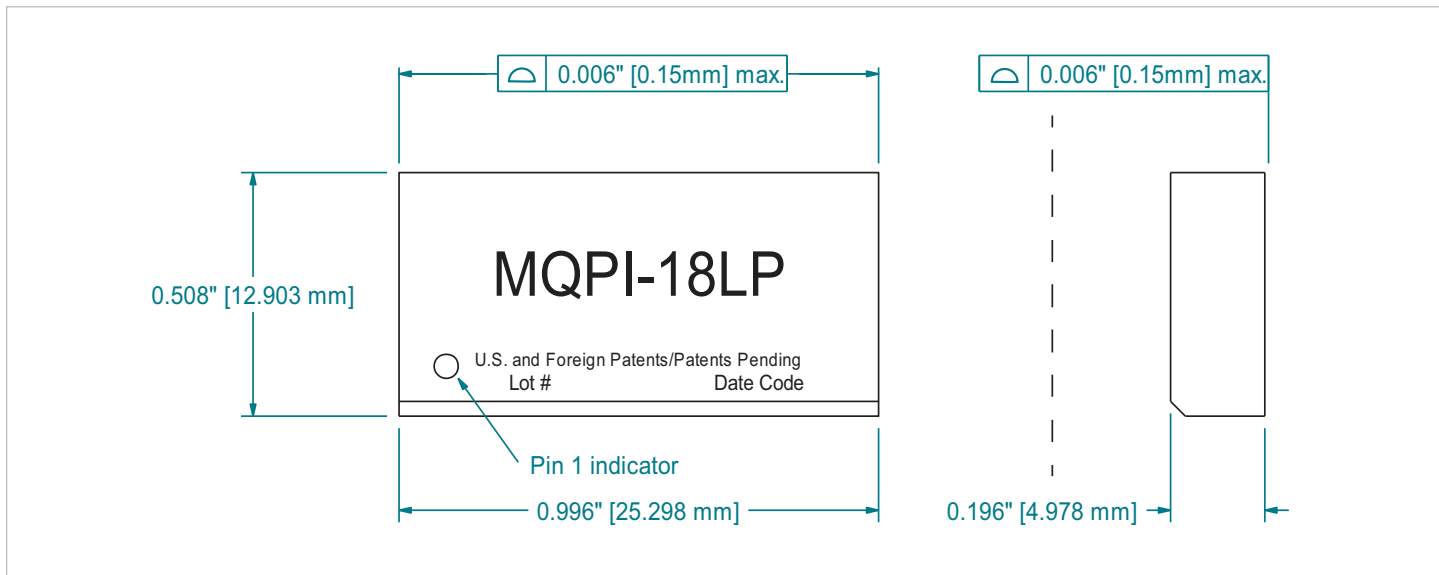 0.006" [0.15mm] max.
0.006" [0.15mm] max.
MQPI-18LP
0.508" [12.903 mm]
U.S. and Foreign Patents/Patents Pending
Lot #    Date Code
Pin 1 indicator
0.996" [25.298 mm]
0.196" [4.978 mm]